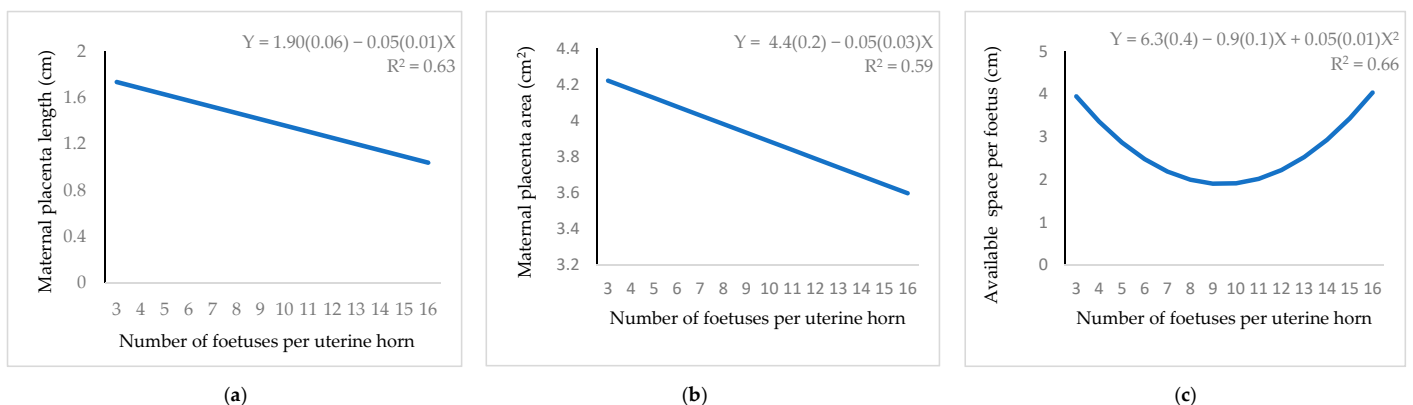 Y = 1.90(0.06) − 0.05(0.01)X
R² = 0.63
Maternal placenta length (cm)
2
1.6
1.2
0.8
0.4
0
3 4 5 6 7 8 9 10 11 12 13 14 15 16
Number of foetuses per uterine horn
(a)
Y = 4.4(0.2) − 0.05(0.03)X
R² = 0.59
Maternal placenta area (cm²)
4.4
4.2
4
3.8
3.6
3.4
3.2
3 4 5 6 7 8 9 10 11 12 13 14 15 16
Number of foetuses per uterine horn
(b)
Y = 6.3(0.4) − 0.9(0.1)X + 0.05(0.01)X²
R² = 0.66
Available space per foetus (cm)
5
4
3
2
1
0
3 4 5 6 7 8 9 10 11 12 13 14 15 16
Number of foetuses per uterine horn
(c)